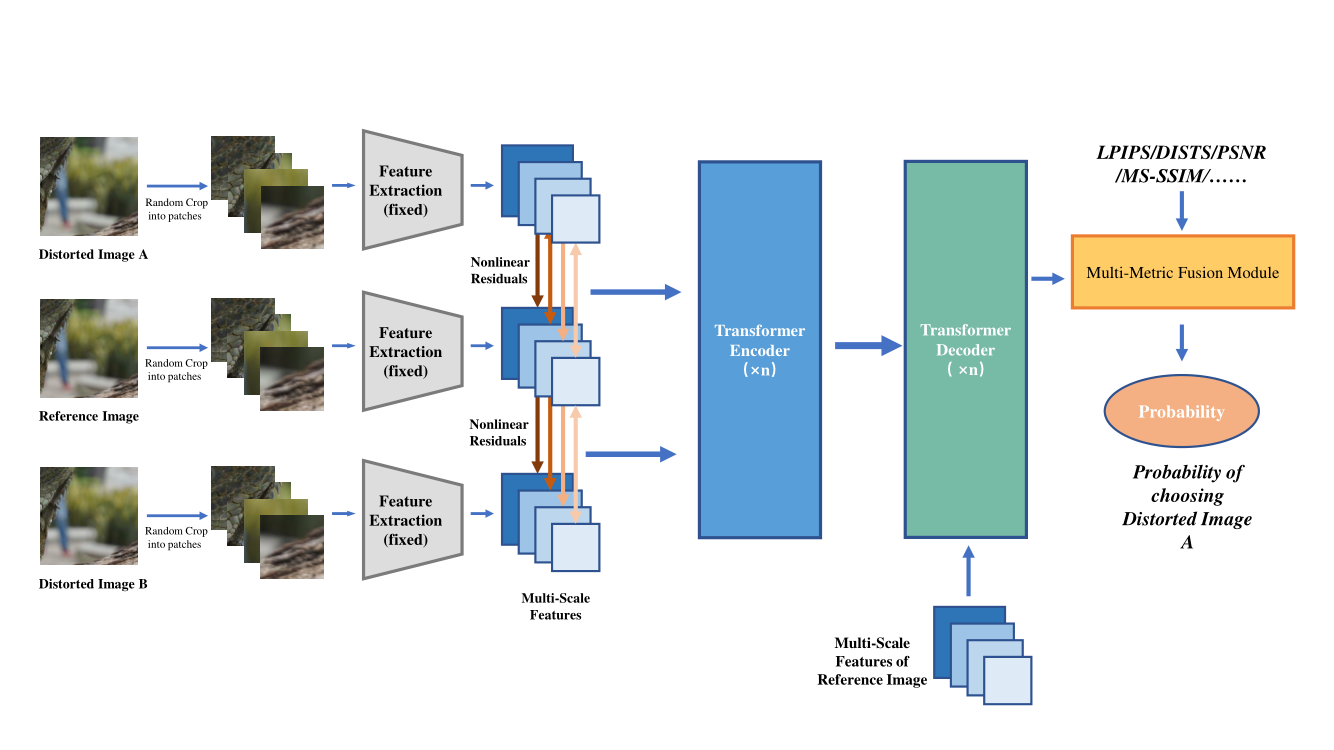 Distorted Image A
Random Crop
into patches
Feature
Extraction
(fixed)
Nonlinear
Residuals
Reference Image
Random Crop
into patches
Feature
Extraction
(fixed)
Nonlinear
Residuals
Distorted Image B
Random Crop
into patches
Feature
Extraction
(fixed)
Multi-Scale
Features
Transformer
Encoder
(×n)
Transformer
Decoder
( ×n)
Multi-Scale
Features of
Reference Image
LPIPS/DISTS/PSNR
/MS-SSIM/……
Multi-Metric Fusion Module
Probability
Probability of
choosing
Distorted Image
A